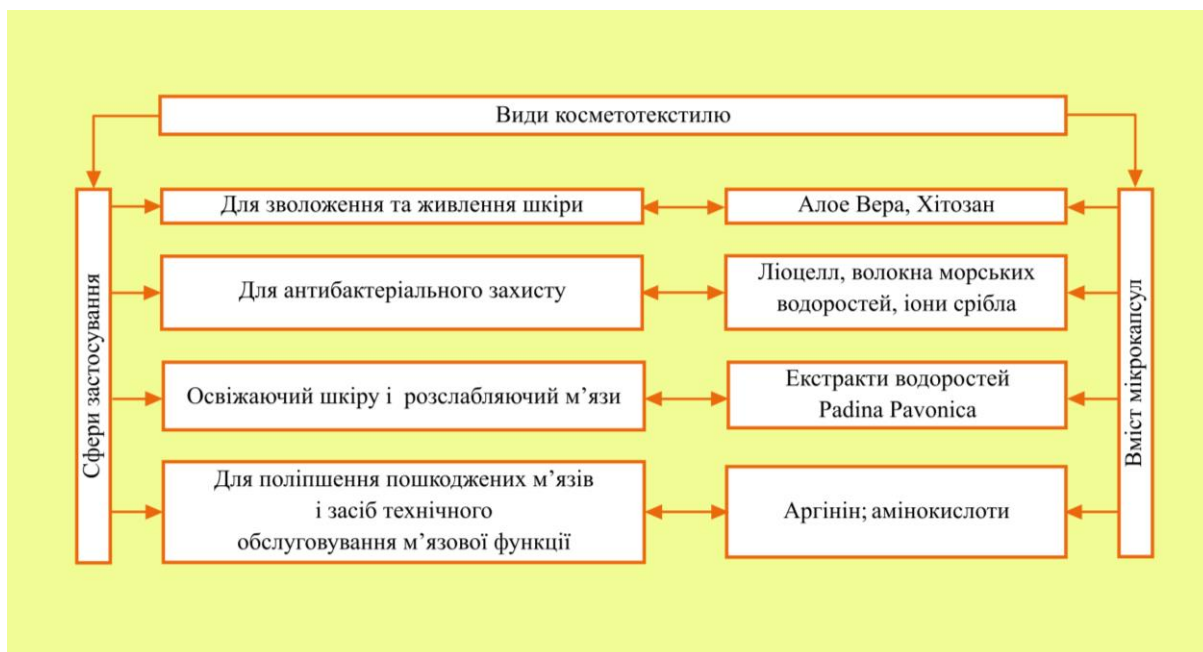 Види косметотекстилю
Сфери застосування
Для зволоження та живлення шкіри
Алое Вера, Хітозан
Для антибактеріального захисту
Ліоцелл, волокна морських
водоростей, іони срібла
Освіжаючий шкіру і розслабляючий м’язи
Екстракти водоростей
Padina Pavonica
Для поліпшення пошкоджених м’язів
і засіб технічного
обслуговування м’язової функції
Аргінін; амінокислоти
Вміст мікрокапсул